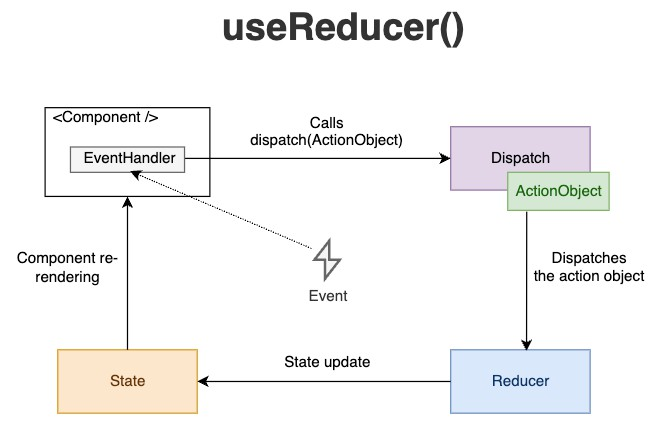 useReducer()
<Component />
EventHandler
Calls
dispatch(ActionObject)
Dispatch
ActionObject
Component re-
rendering
Event
Dispatches
the action object
State
State update
Reducer